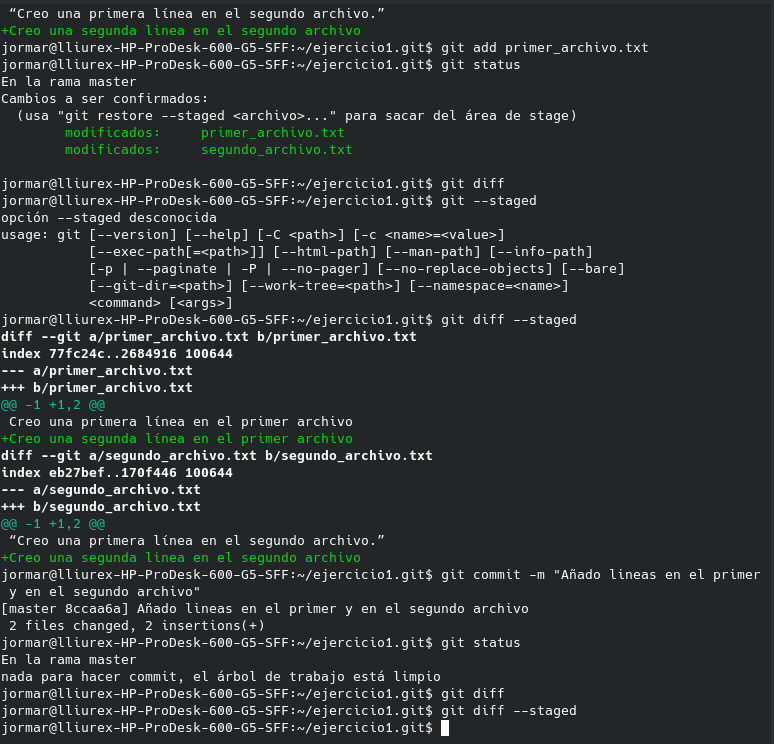 “Creo una primera línea en el segundo archivo.”
+Creo una segunda linea en el segundo archivo
jormar@lliurex-HP-ProDesk-600-G5-SFF:~/ejercicio1.git$ git add primer_archivo.txt
jormar@lliurex-HP-ProDesk-600-G5-SFF:~/ejercicio1.git$ git status
En la rama master
Cambios a ser confirmados:
  (usa "git restore --staged <archivo>..." para sacar del área de stage)
        modificados:     primer_archivo.txt
        modificados:     segundo_archivo.txt

jormar@lliurex-HP-ProDesk-600-G5-SFF:~/ejercicio1.git$ git diff
jormar@lliurex-HP-ProDesk-600-G5-SFF:~/ejercicio1.git$ git --staged
opción --staged desconocida
usage: git [--version] [--help] [-C <path>] [-c <name>=<value>]
           [--exec-path[=<path>]] [--html-path] [--man-path] [--info-path]
           [-p | --paginate | -P | --no-pager] [--no-replace-objects] [--bare]
           [--git-dir=<path>] [--work-tree=<path>] [--namespace=<name>]
           <command> [<args>]
jormar@lliurex-HP-ProDesk-600-G5-SFF:~/ejercicio1.git$ git diff --staged
diff --git a/primer_archivo.txt b/primer_archivo.txt
index 77fc24c..2684916 100644
--- a/primer_archivo.txt
+++ b/primer_archivo.txt
@@ -1 +1,2 @@
 Creo una primera línea en el primer archivo
+Creo una segunda línea en el primer archivo
diff --git a/segundo_archivo.txt b/segundo_archivo.txt
index eb27bef..170f446 100644
--- a/segundo_archivo.txt
+++ b/segundo_archivo.txt
@@ -1 +1,2 @@
 “Creo una primera línea en el segundo archivo.”
+Creo una segunda linea en el segundo archivo
jormar@lliurex-HP-ProDesk-600-G5-SFF:~/ejercicio1.git$ git commit -m "Añado lineas en el primer
 y en el segundo archivo"
[master 8ccaa6a] Añado lineas en el primer y en el segundo archivo
 2 files changed, 2 insertions(+)
jormar@lliurex-HP-ProDesk-600-G5-SFF:~/ejercicio1.git$ git status
En la rama master
nada para hacer commit, el árbol de trabajo está limpio
jormar@lliurex-HP-ProDesk-600-G5-SFF:~/ejercicio1.git$ git diff
jormar@lliurex-HP-ProDesk-600-G5-SFF:~/ejercicio1.git$ git diff --staged
jormar@lliurex-HP-ProDesk-600-G5-SFF:~/ejercicio1.git$